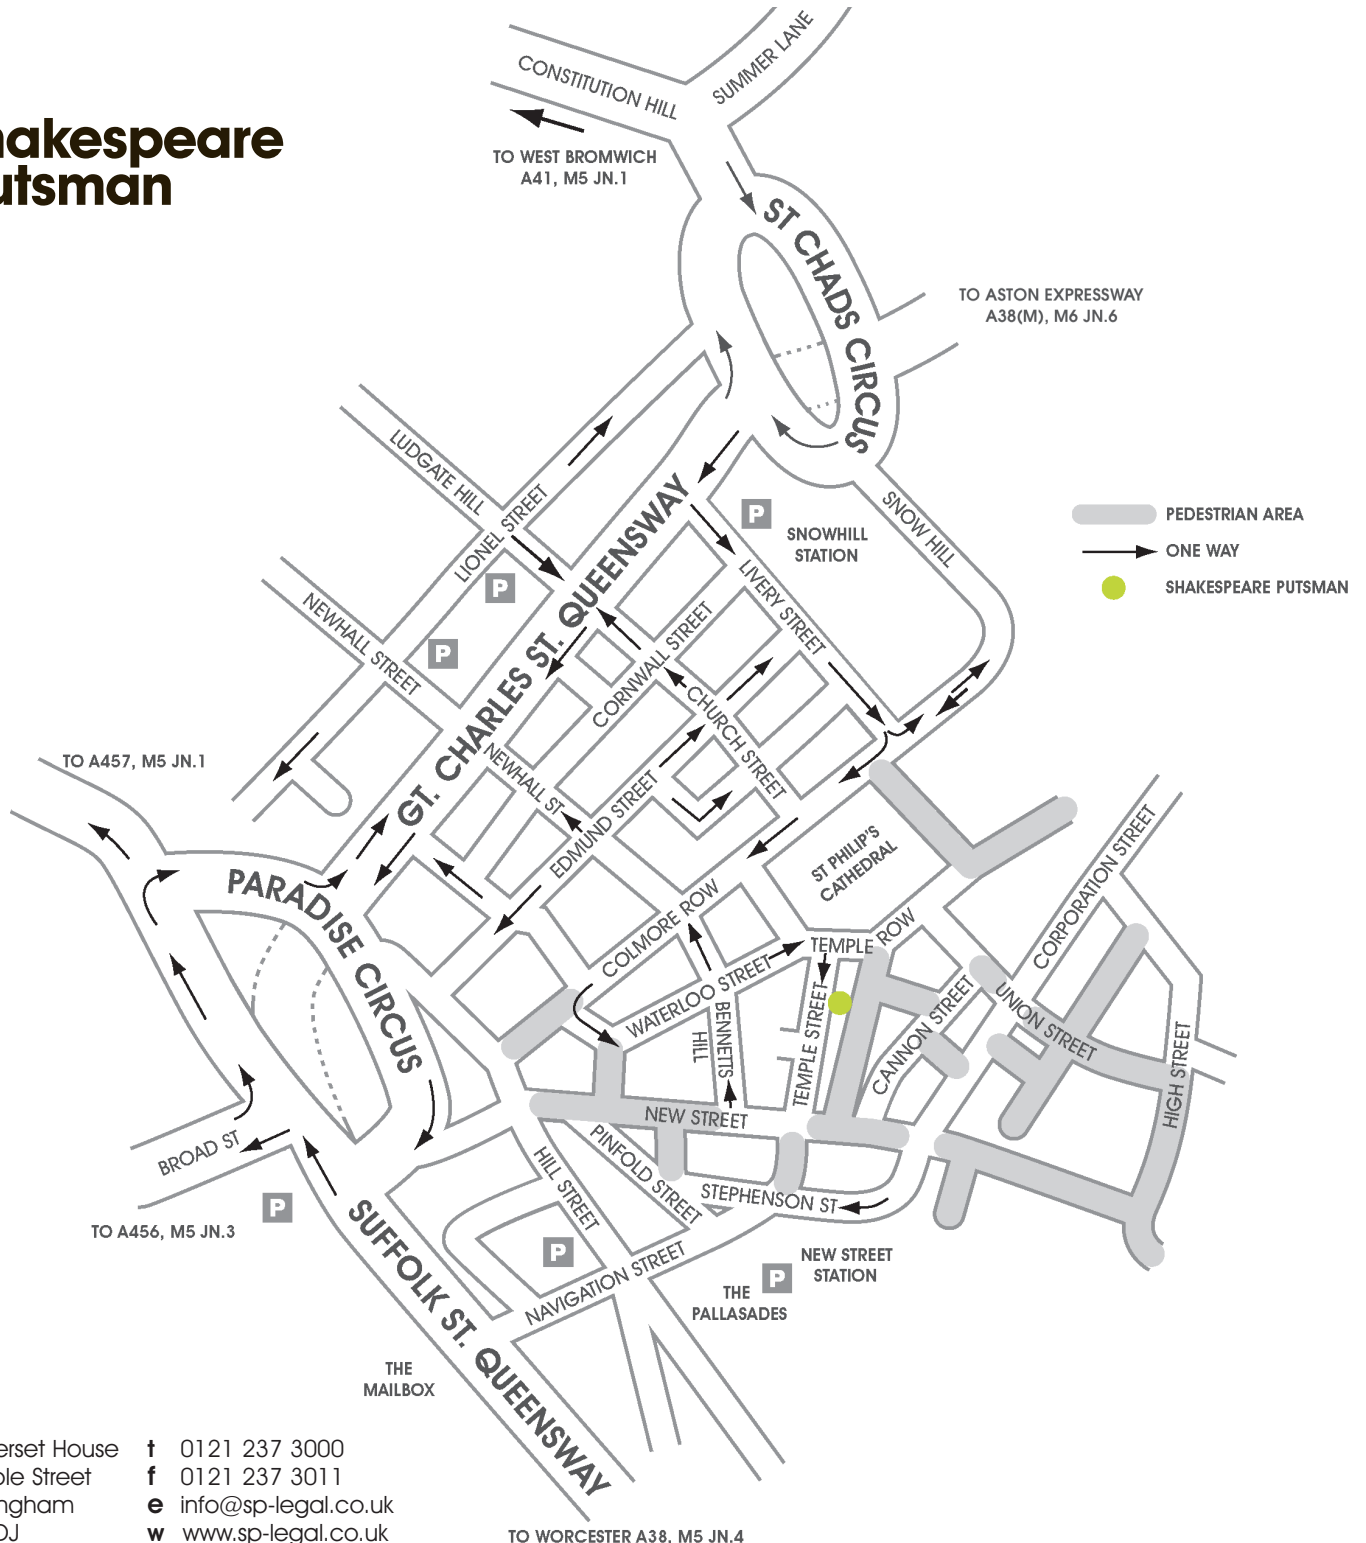 CONSTITUTION HILL
SUMMER LANE
akespeare
utsman
TO WEST BROMWICH
A41, M5 JN.1
ST CHADS CIRCUS
TO ASTON EXPRESSWAY
A38(M), M6 JN.6
LUDGATE HILL
LIONEL STREET
P
SNOWHILL
STATION
SNOW HILL
PEDESTRIAN AREA
ONE WAY
SHAKESPEARE PUTSMAN
P
P
NEWHALL STREET
GT. CHARLES ST. QUEENSWAY
LIVERY STREET
CORNWALL STREET
CHURCH STREET
NEWHALL ST
EDMUND STREET
TO A457, M5 JN.1
PARADISE CIRCUS
ST PHILIP'S
CATHEDRAL
CORPORATION STREET
COLMORE ROW
TEMPLE ROW
WATERLOO STREET
BENNETTS
HILL
TEMPLE STREET
CANNON STREET
UNION STREET
HIGH STREET
NEW STREET
BROAD ST
P
TO A456, M5 JN.3
HILL STREET
PINFOLD STREET
STEPHENSON ST
SUFFOLK ST. QUEENSWAY
P
NAVIGATION STREET
NEW STREET
STATION
P
THE
PALLASADES
THE
MAILBOX
erset House t 0121 237 3000
ple Street f 0121 237 3011
ngham e info@sp-legal.co.uk
DJ w www.sp-legal.co.uk
TO WORCESTER A38. M5 JN.4